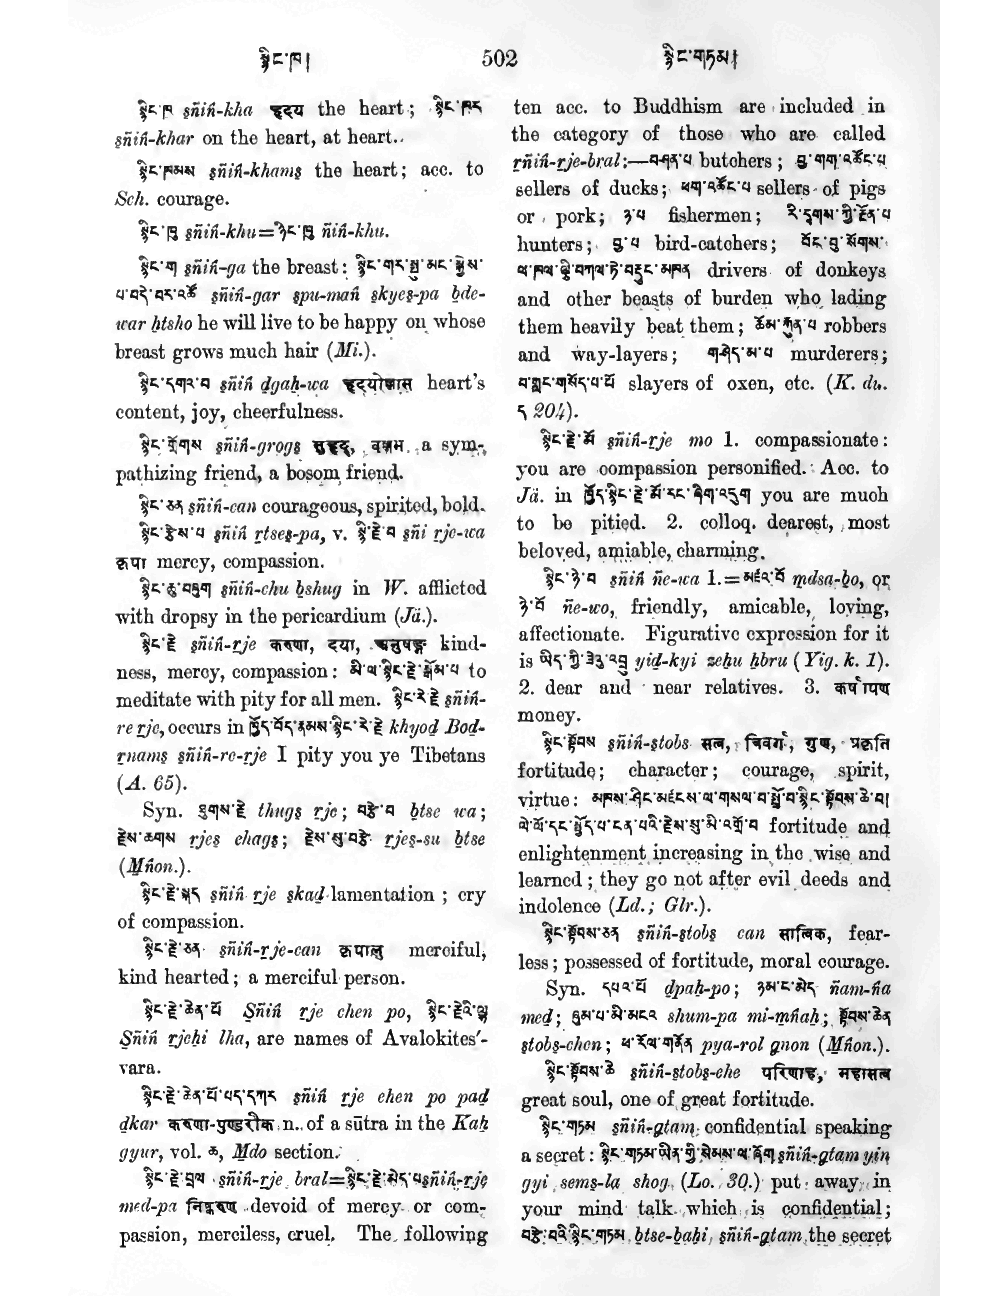 སྙིང་ཁ། 502 སྙིང་གཏམ།
སྙིང་ཁ sñiṅ-kha हृदय the heart; སྙིང་ཁར
sñiṅ-khar on the heart, at heart.
སྙིང་ཁམས sñiṅ-khams the heart; acc. to
Sch. courage.
སྙིང་ཁུ sñiṅ-khu=ཉིང་ཁུ ñiṅ-khu.
སྙིང་ག sñiṅ-ga the breast: སྙིང་གར་སྤུ་མང་སྐྱེས་
པ་བདེ་བར་འཚོ sñiṅ-gar spu-maṅ skyes-pa bde-
war ḥtsho he will live to be happy on whose
breast grows much hair (Mi.).
སྙིང་དགའ་བ sñiṅ dgaḥ-wa हृदयोल्लास heart's
content, joy, cheerfulness.
སྙིང་གྲོགས sñiṅ-grogs सुहृद्, वल्लभ a sym-
pathizing friend, a bosom friend.
སྙིང་ཅན sñiṅ-can courageous, spirited, bold.
སྙིང་རྩེས་པ sñiṅ rtses-pa, v. སྙི་རྗེ་བ sñi rje-wa
कृपा mercy, compassion.
སྙིང་ཆུ་བཤུག sñiṅ-chu bshug in W. afflicted
with dropsy in the pericardium (Jä.).
སྙིང་རྗེ sñiṅ-rje करुणा, दया, अनुषङ्ग kind-
ness, mercy, compassion: མི་ལ་སྙིང་རྗེ་སྒོམ་པ to
meditate with pity for all men. སྙིང་རེ་རྗེ sñiṅ-
re rje, occurs in ཁྱོད་བོད་རྣམས་སྙིང་རེ་རྗེ khyod Bod-
rnams sñiṅ-re-rje I pity you ye Tibetans
(A. 65).
Syn. ཐུགས་རྗེ thugs rje; བརྩེ་བ btse wa;
རྗེས་ཆགས rjes chags; རྗེས་སུ་བརྩེ rjes-su btse
(Mṅon.).
སྙིང་རྗེ་སྐད sñiṅ rje skad lamentation; cry
of compassion.
སྙིང་རྗེ་ཅན sñiṅ-rje-can कृपालु merciful,
kind hearted; a merciful person.
སྙིང་རྗེ་ཆེན་པོ Sñiṅ rje chen po, སྙིང་རྗེའི་ལྷ
Sñiṅ rjeḥi lha, are names of Avalokites'-
vara.
སྙིང་རྗེ་ཆེན་པོ་པད་དཀར sñiṅ rje chen po pad
dkar करुणा-पुण्डरीक n. of a sūtra in the Kaḥ
gyur, vol. ཆ, Mdo section.
སྙིང་རྗེ་བྲལ sñiṅ-rje bral=སྙིང་རྗེ་མེད་པ sñiṅ-rje
med-pa निष्करुण devoid of mercy or com-
passion, merciless, cruel. The following
ten acc. to Buddhism are included in
the category of those who are called
rñiṅ-rje-bral:—བཤན་པ butchers; བྱ་གག་འཚོང་པ
sellers of ducks; ཕག་འཚོང་པ sellers of pigs
or pork; ཉ་པ fishermen; རི་དྭགས་ཀྱི་རྔོན་པ
hunters; བྱ་པ bird-catchers; བོང་བུ་སོགས་
ལ་ཁལ་བཀལ་ཏེ་བརྡུང་མཁན drivers of donkeys
and other beasts of burden who lading
them heavily beat them; ཆོམ་རྐུན་པ robbers
and way-layers; གཤེད་མ་པ murderers;
བ་གླང་གསོད་པ་པོ slayers of oxen, etc. (K. du.
ད 204).
སྙིང་རྗེ་མོ sñiṅ-rje mo 1. compassionate:
you are compassion personified. Acc. to
Jä. in ཁྱོད་སྙིང་རྗེ་མོ་རང་ཞིག་འདུག you are much
to be pitied. 2. colloq. dearest, most
beloved, amiable, charming.
སྙིང་ཉེ་བ sñiṅ ñe-wa 1.=མཛའ་བོ mdsa-bo, or
ཉེ་བོ ñe-wo, friendly, amicable, loving,
affectionate. Figurative expression for it
is ཡིད་ཀྱི་ཟེའུ་འབྲུ yid-kyi zeḥu ḥbru (Yig. k. 1).
2. dear and near relatives. 3. कर्षापण
money.
སྙིང་སྟོབས sñiṅ-stobs सत्व, त्रिवर्ग, गुण, प्रकृति
fortitude; character; courage, spirit,
virtue: མཁས་ཤིང་མཛངས་ལ་གསལ་བ་སྤྲོ་བ་སྙིང་སྟོབས་ཆེ་བ།
ལེ་ལོ་དང་སྤྱོད་པ་ངན་པའི་རྗེས་སུ་མི་འགྲོ་བ fortitude and
enlightenment increasing in the wise and
learned; they go not after evil deeds and
indolence (Ld.; Glr.).
སྙིང་སྟོབས་ཅན sñiṅ-stobs can सात्त्विक, fear-
less; possessed of fortitude, moral courage.
Syn. དཔའ་བོ dpaḥ-po; ཉམ་ང་མེད ñam-ṅa
med; ཞུམ་པ་མི་མངའ shum-pa mi-mṅaḥ; སྟོབས་ཆེན
stobs-chen; ཕ་རོལ་གནོན pya-rol gnon (Mṅon.).
སྙིང་སྟོབས་ཆེ sñiṅ-stobs-che परिणाह, महासत्व
great soul, one of great fortitude.
སྙིང་གཏམ sñiṅ-gtam confidential speaking
a secret: སྙིང་གཏམ་ཡིན་གྱི་སེམས་ལ་ཞོག sñiṅ-gtam yin
gyi sems-la shog (Lo. 30.) put away in
your mind talk which is confidential;
བརྩེ་བའི་སྙིང་གཏམ btse-baḥi sñiṅ-gtam the secret